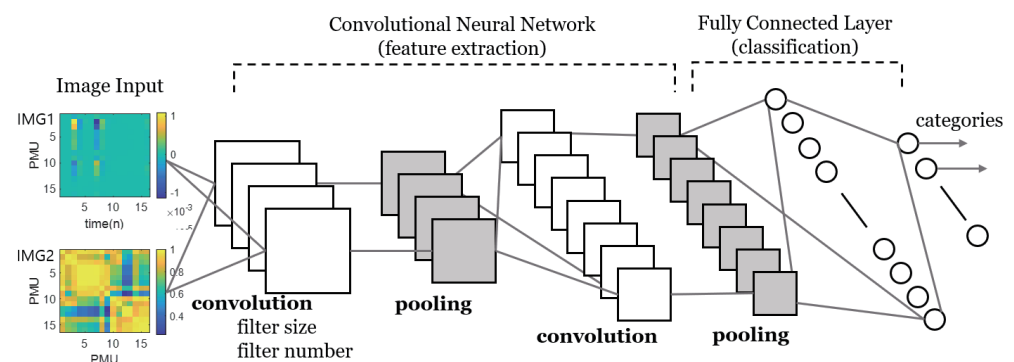 Convolutional Neural Network
(feature extraction)
Fully Connected Layer
(classification)
Image Input
IMG1
PMU
5
10
15
5 10 15
time(n)
1
0
-1
×10⁻³
IMG2
PMU
5
10
15
5 10 15
PMU
1
0.8
0.6
0.4
convolution
filter size
filter number
pooling
convolution
pooling
categories